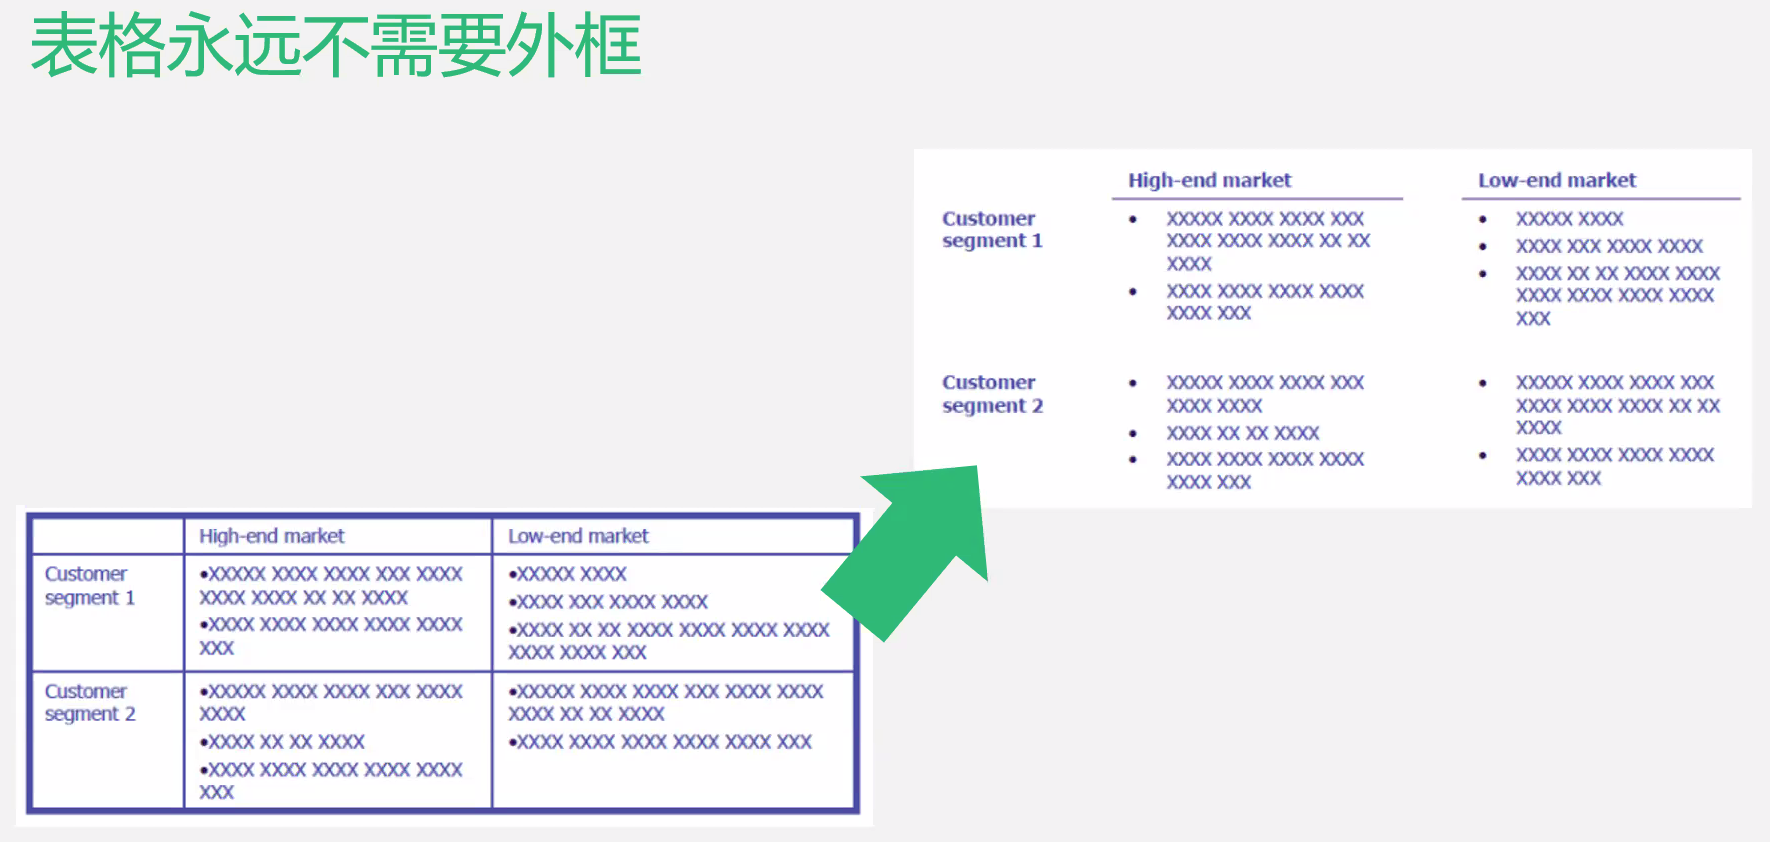 表格永远不需要外框
High-end market
Low-end market
Customer
segment 1
• XXXXX XXXX XXXX XXX
XXXX XXXX XXXX XX XX
XXXX
• XXXX XXXX XXXX XXXX
XXXX XXX
• XXXXX XXXX
• XXXX XXX XXXX XXXX
• XXXX XX XX XXXX XXXX
XXXX XXXX XXXX XXXX
XXX
Customer
segment 2
• XXXXX XXXX XXXX XXX
XXXX XXXX
• XXXX XX XX XXXX
• XXXX XXXX XXXX XXXX
XXXX XXX
• XXXXX XXXX XXXX XXX
XXXX XXXX XXXX XX XX
XXXX
• XXXX XXXX XXXX XXXX
XXXX XXX
High-end market
Low-end market
Customer
segment 1
•XXXXX XXXX XXXX XXX XXXX
XXXX XXXX XX XX XXXX
•XXXX XXXX XXXX XXXX XXXX
XXX
•XXXXX XXXX
•XXXX XXX XXXX XXXX
•XXXX XX XX XXXX XXXX XXXX XXXX
XXXX XXXX XXX
Customer
segment 2
•XXXXX XXXX XXXX XXX XXXX
XXXX
•XXXX XX XX XXXX
•XXXX XXXX XXXX XXXX XXXX
XXX
•XXXXX XXXX XXXX XXX XXXX XXXX
XXXX XX XX XXXX
•XXXX XXXX XXXX XXXX XXXX XXX